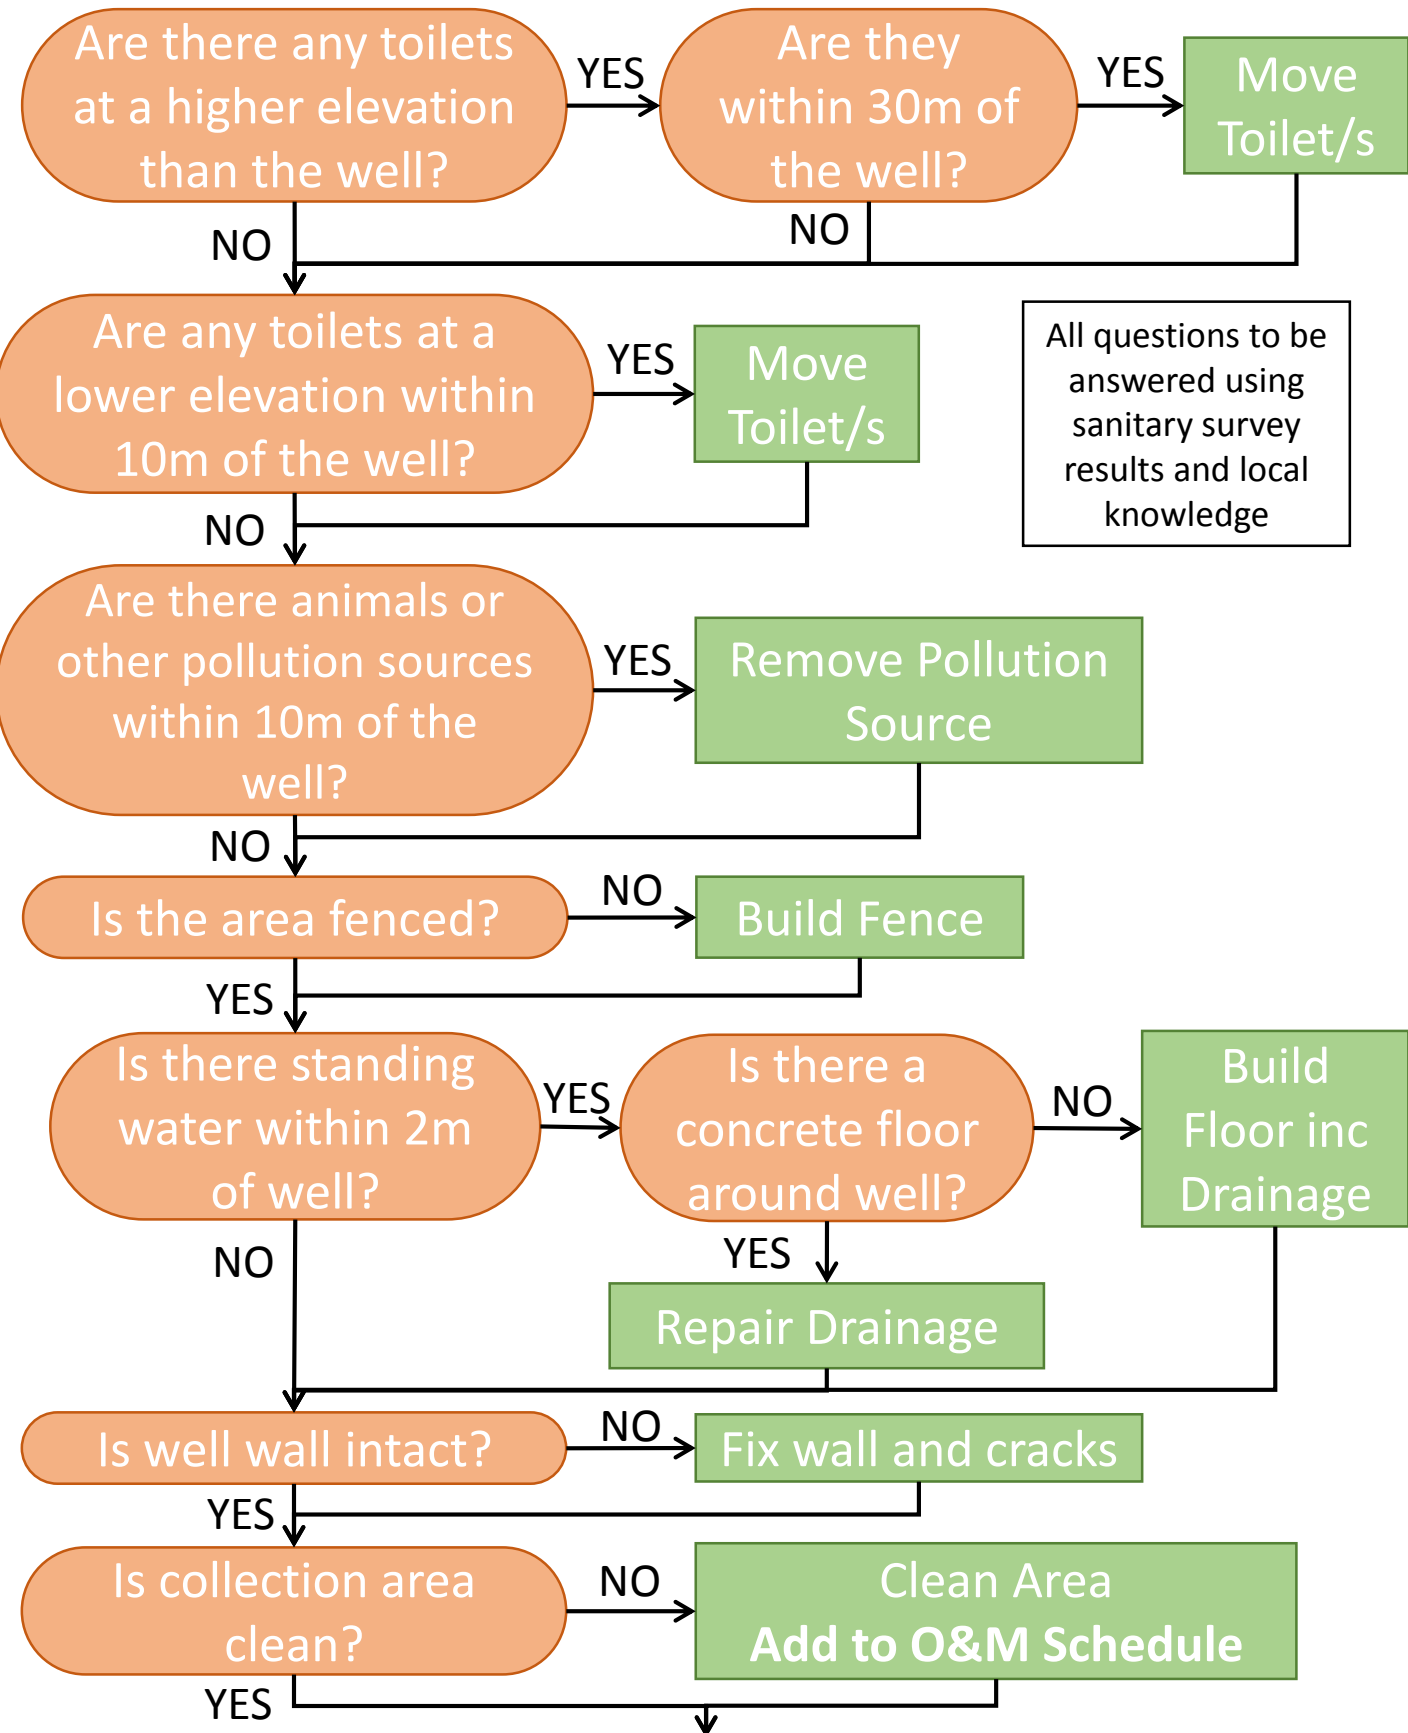 Are there any toilets
at a higher elevation
than the well?
YES
Are they
within 30m of
the well?
YES
Move
Toilet/s
NO
NO
Are any toilets at a
lower elevation within
10m of the well?
YES
Move
Toilet/s
All questions to be
answered using
sanitary survey
results and local
knowledge
NO
Are there animals or
other pollution sources
within 10m of the
well?
YES
Remove Pollution
Source
NO
Is the area fenced?
NO
Build Fence
YES
Is there standing
water within 2m
of well?
YES
Is there a
concrete floor
around well?
NO
Build
Floor inc
Drainage
NO
YES
Repair Drainage
Is well wall intact?
NO
Fix wall and cracks
YES
Is collection area
clean?
NO
Clean Area
Add to O&M Schedule
YES